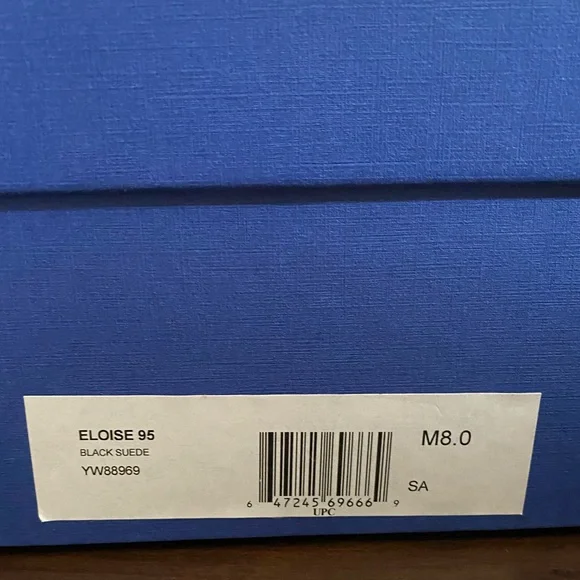 ELOISE 95
BLACK SUEDE
YW88969
M8.0
SA
6 47245 69666 9
UPC